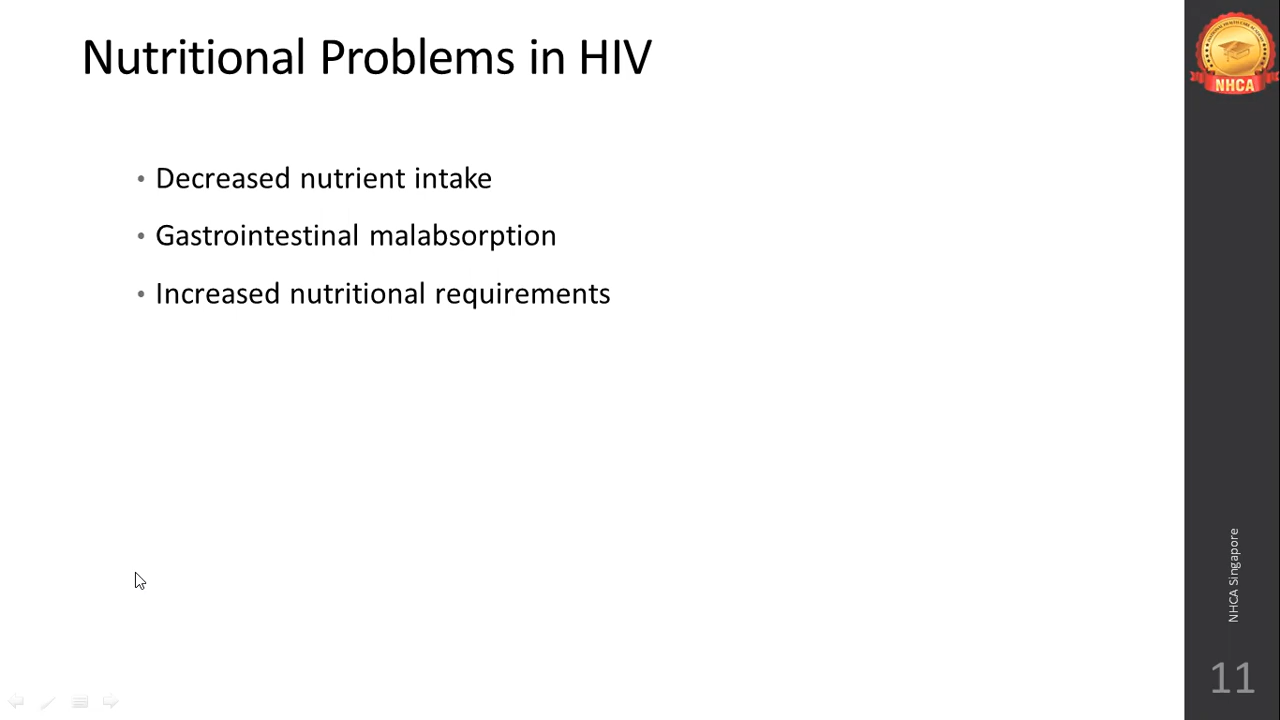 Nutritional Problems in HIV
NHCA
• Decreased nutrient intake
• Gastrointestinal malabsorption
• Increased nutritional requirements
NHCA Singapore
11